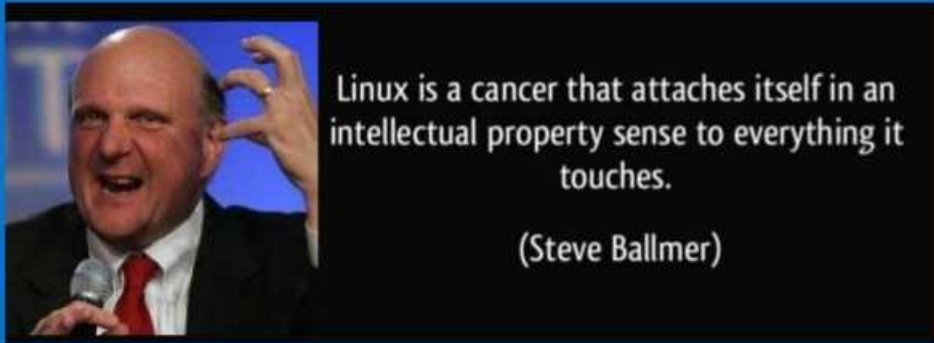 Linux is a cancer that attaches itself in an
intellectual property sense to everything it
touches.
(Steve Ballmer)